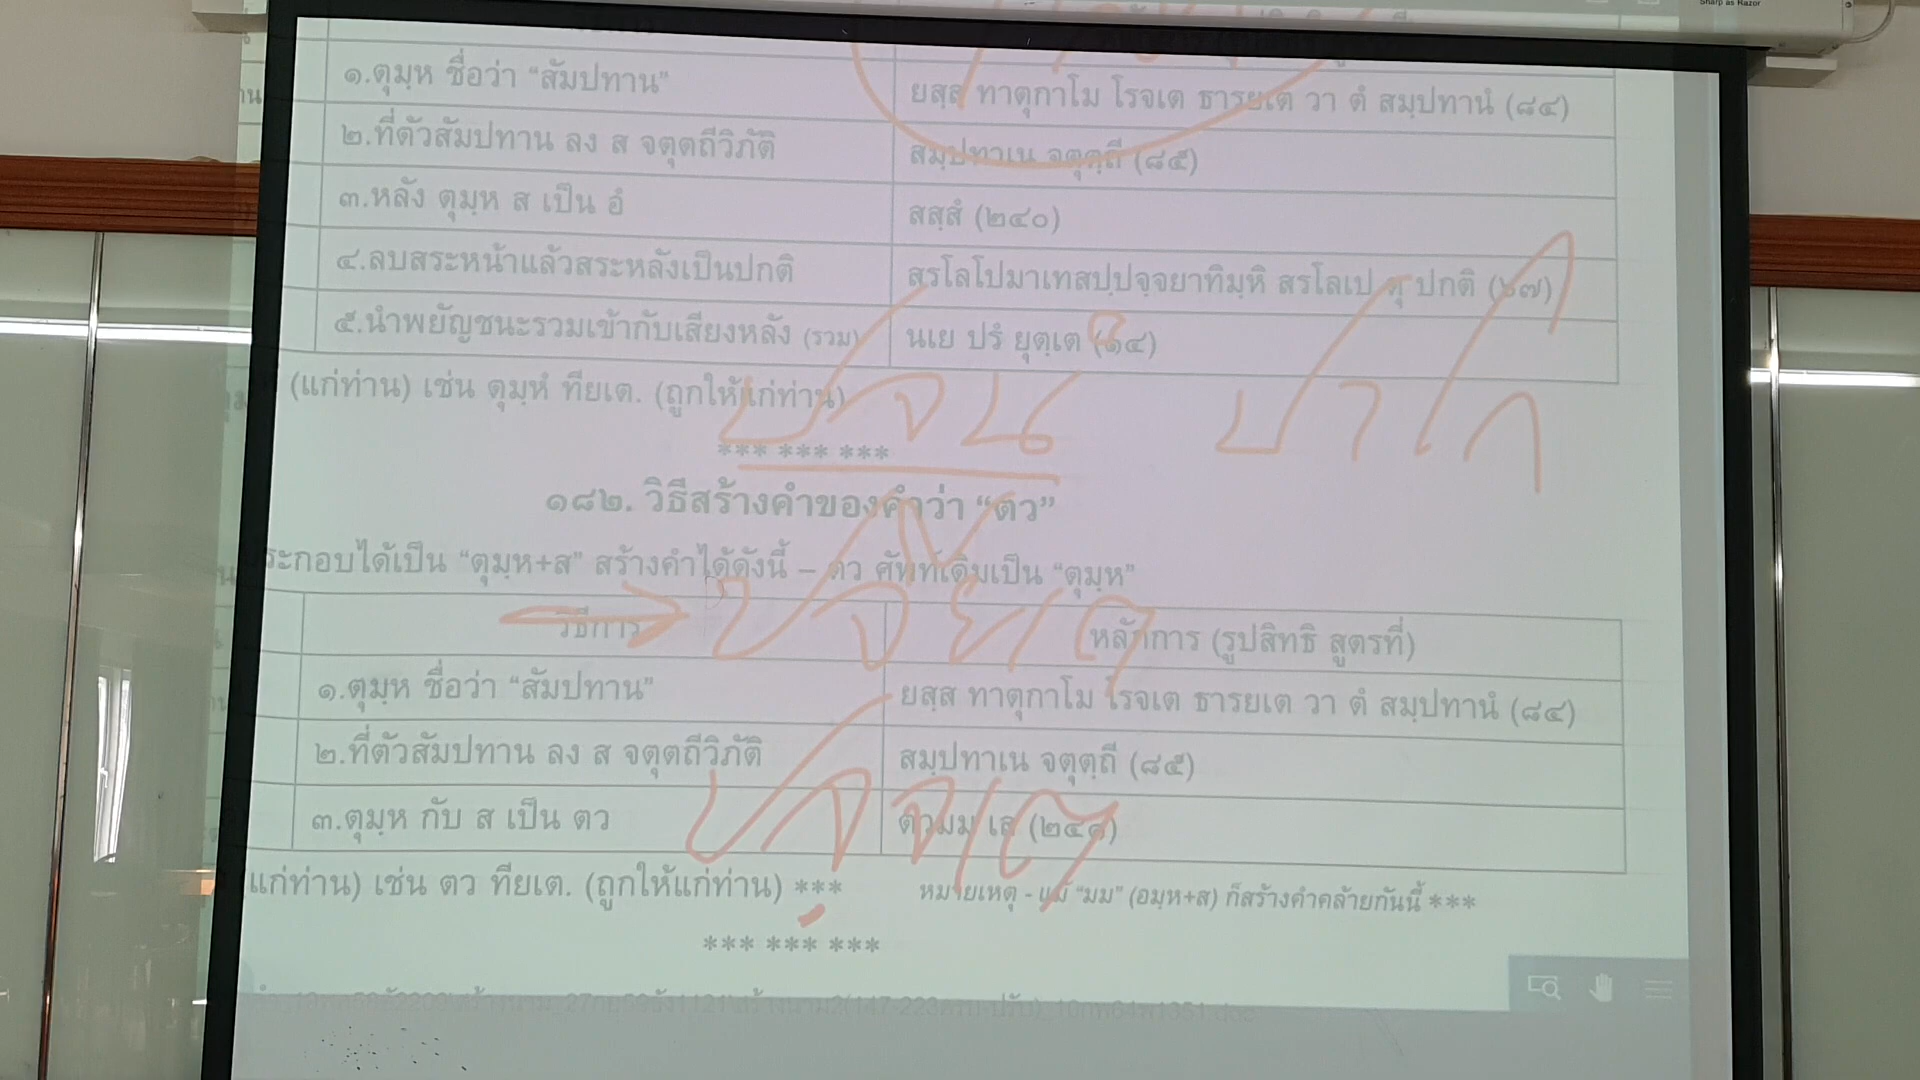 Sharp as Razor
๑.ตุมฺห ชื่อว่า “สัมปทาน”
ยสฺส ทาตุกาโม โรจเต ธารยเต วา ตํ สมฺปทานํ (๘๔)
๒.ที่ตัวสัมปทาน ลง ส จตุตถีวิภัติ
สมฺปทาเน จตุตฺถี (๘๕)
๓.หลัง ตุมฺห ส เป็น อํ
สสฺสํ (๒๔๐)
๔.ลบสระหน้าแล้วสระหลังเป็นปกติ
สรโลโปมาเทสปฺปจฺจยาทิมฺหิ สรโลเป ตุ ปกติ
๕.นำพยัญชนะรวมเข้ากับเสียงหลัง (รวม)
นเย ปรํ ยุตฺเต (๑๔)
(แก่ท่าน) เช่น ตุมฺหํ ทียเต. (ถูกให้แก่ท่าน)
ปจน ปาโก
*** *** ***
๑๘๒. วิธีสร้างคำของคำว่า “ตว”
ระกอบได้เป็น “ตุมฺห+ส” สร้างคำได้ดังนี้ – ตว ศัพท์เดิมเป็น “ตุมฺห”
วิธีการ
หลักการ (รูปสิทธิ สูตรที่)
๑.ตุมฺห ชื่อว่า “สัมปทาน”
ยสฺส ทาตุกาโม โรจเต ธารยเต วา ตํ สมฺปทานํ (๘๔)
๒.ที่ตัวสัมปทาน ลง ส จตุตถีวิภัติ
สมฺปทาเน จตุตฺถี (๘๕)
๓.ตุมฺห กับ ส เป็น ตว
ตวมม เส (๒๔๑)
แก่ท่าน) เช่น ตว ทียเต. (ถูกให้แก่ท่าน) ***
หมายเหตุ - แม้ “มม” (อมฺห+ส) ก็สร้างคำคล้ายกันนี้ ***
*** *** ***